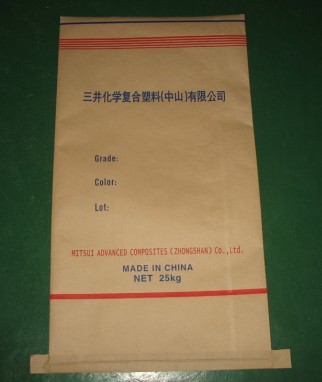 三井化学复合塑料(中山)有限公司
Grade:
Color:
Lot:
MITSUI ADVANCED COMPOSITES (ZHONGSHAN) Co., Ltd.
MADE IN CHINA
NET 25kg